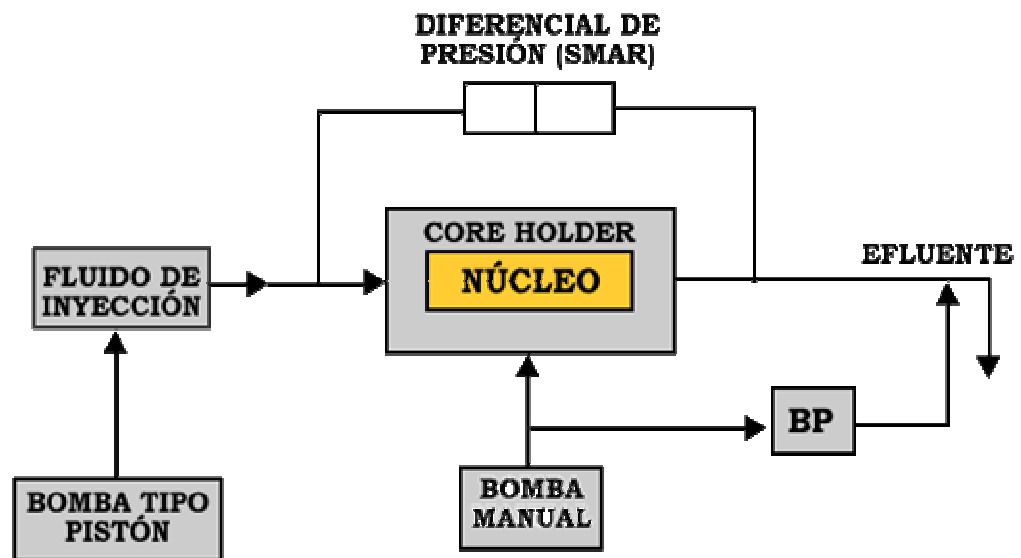 DIFERENCIAL DE
PRESIÓN (SMAR)
CORE HOLDER
NÚCLEO
EFLUENTE
FLUIDO DE
INYECCIÓN
BP
BOMBA TIPO
PISTÓN
BOMBA
MANUAL